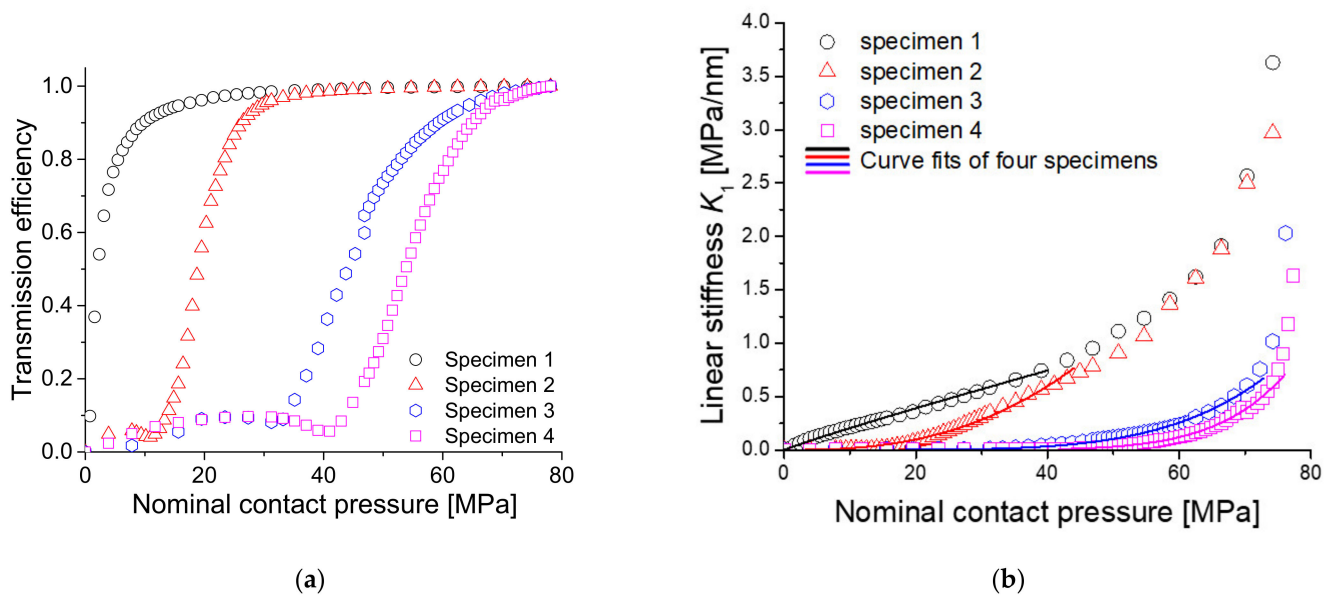 1.0
0.8
0.6
0.4
0.2
0.0
0
20
40
60
80
Transmission efficiency
Nominal contact pressure [MPa]
Specimen 1
Specimen 2
Specimen 3
Specimen 4
(a)
4.0
3.5
3.0
2.5
2.0
1.5
1.0
0.5
0.0
0
20
40
60
80
Linear stiffness K1 [MPa/nm]
Nominal contact pressure [MPa]
specimen 1
specimen 2
specimen 3
specimen 4
Curve fits of four specimens
(b)